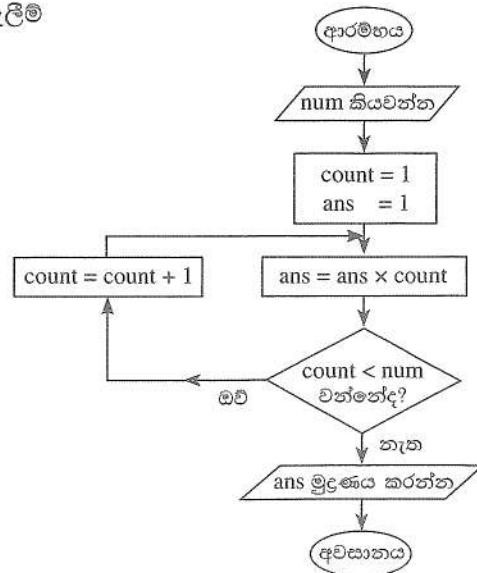 ආරම්භය
num කියවන්න
count = 1
ans = 1
count = count + 1
ans = ans × count
count < num
වන්නේද?
ඔව්
නැත
ans මුද්‍රණය කරන්න
අවසානය